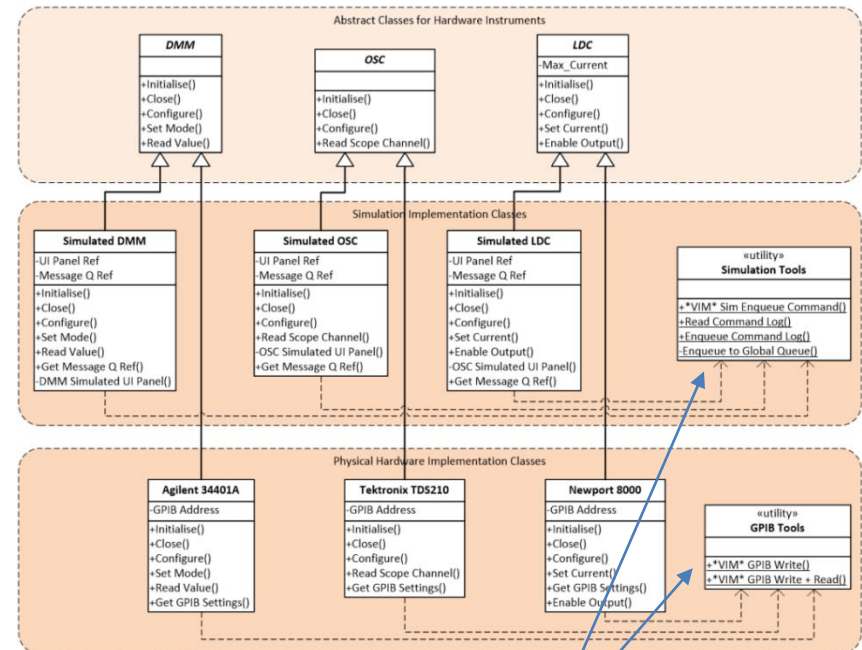 Abstract Classes for Hardware Instruments
DMM
+Initialise()
+Close()
+Configure()
+Set Mode()
+Read Value()
OSC
+Initialise()
+Close()
+Configure()
+Read Scope Channel()
LDC
-Max_Current
+Initialise()
+Close()
+Configure()
+Set Current()
+Enable Output()
Simulation Implementation Classes
Simulated DMM
-UI Panel Ref
-Message Q Ref
+Initialise()
+Close()
+Configure()
+Set Mode()
+Read Value()
+Get Message Q Ref()
-DMM Simulated UI Panel()
Simulated OSC
-UI Panel Ref
-Message Q Ref
+Initialise()
+Close()
+Configure()
+Read Scope Channel()
-OSC Simulated UI Panel()
+Get Message Q Ref()
Simulated LDC
-UI Panel Ref
-Message Q Ref
+Initialise()
+Close()
+Configure()
+Set Current()
+Enable Output()
-OSC Simulated UI Panel()
+Get Message Q Ref()
«utility»
Simulation Tools
+*VIM* Sim Enqueue Command()
+Read Command Log()
+Enqueue Command Log()
-Enqueue to Global Queue()
Physical Hardware Implementation Classes
Agilent 34401A
-GPIB Address
+Initialise()
+Close()
+Configure()
+Set Mode()
+Read Value()
+Get GPIB Settings()
Tektronix TDS210
-GPIB Address
+Initialise()
+Close()
+Configure()
+Read Scope Channel()
+Get GPIB Settings()
Newport 8000
-GPIB Address
+Initialise()
+Close()
+Configure()
+Set Current()
+Get GPIB Settings()
+Enable Output()
«utility»
GPIB Tools
+*VIM* GPIB Write()
+*VIM* GPIB Write + Read()